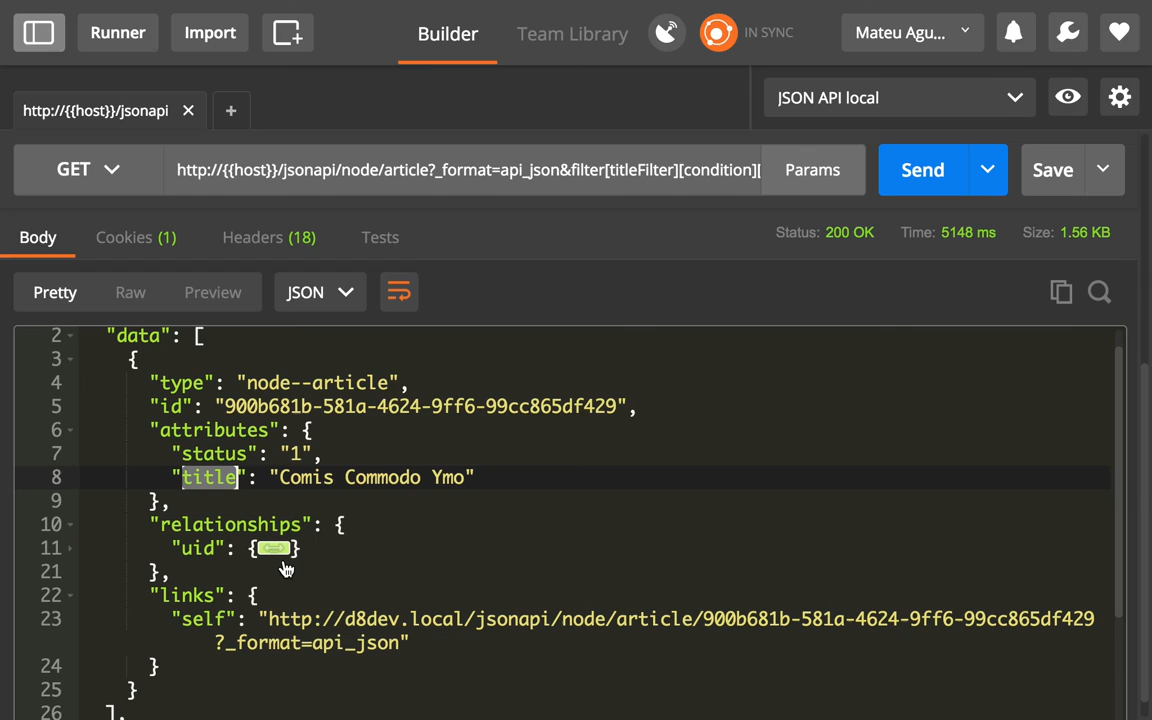 Runner
Import
Builder
Team Library
IN SYNC
Mateu Agu...
http://{{host}}/jsonapi
JSON API local
GET
http://{{host}}/jsonapi/node/article?_format=api_json&filter[titleFilter][condition][
Params
Send
Save
Body
Cookies (1)
Headers (18)
Tests
Status: 200 OK
Time: 5148 ms
Size: 1.56 KB
Pretty
Raw
Preview
JSON
2 "data": [
3 {
4 "type": "node--article",
5 "id": "900b681b-581a-4624-9ff6-99cc865df429",
6 "attributes": {
7 "status": "1",
8 "title": "Comis Commodo Ymo"
9 },
10 "relationships": {
11 "uid": {}
21 },
22 "links": {
23 "self": "http://d8dev.local/jsonapi/node/article/900b681b-581a-4624-9ff6-99cc865df429
?_format=api_json"
24 }
25 }
26 ],